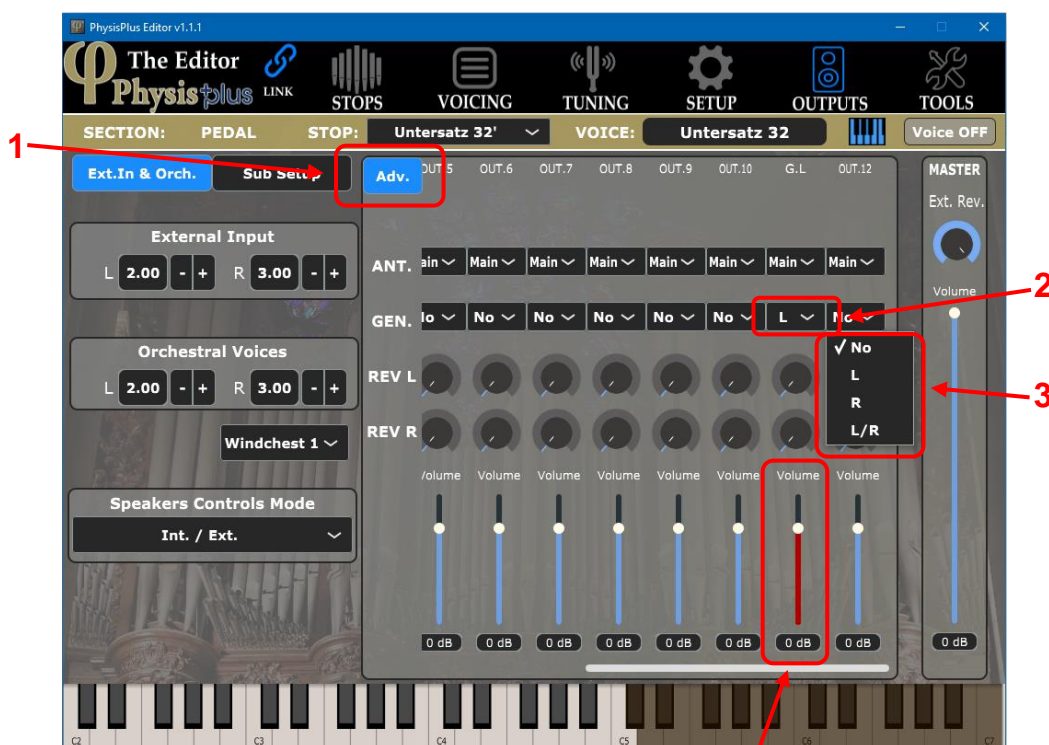 PhysisPlus Editor v1.1.1
The Editor
Physis plus
LINK
STOPS
VOICING
TUNING
SETUP
OUTPUTS
TOOLS
SECTION: PEDAL STOP: Untersatz 32' VOICE: Untersatz 32 Voice OFF
1
Ext.In & Orch. Sub Setup Adv. OUT.5 OUT.6 OUT.7 OUT.8 OUT.9 OUT.10 G.L OUT.12 MASTER
Ext. Rev.
External Input
L 2.00 - + R 3.00 - +
ANT. ain Main Main Main Main Main Main Main
Volume
2
GEN. lo No No No No No L No
No
L
R
L/R
3
Orchestral Voices
L 2.00 - + R 3.00 - +
REV L
REV R
Windchest 1
olume Volume Volume Volume Volume Volume Volume Volume
Speakers Controls Mode
Int. / Ext.
0 dB 0 dB 0 dB 0 dB 0 dB 0 dB 0 dB 0 dB 0 dB
C2 C3 C4 C5 C6 C7